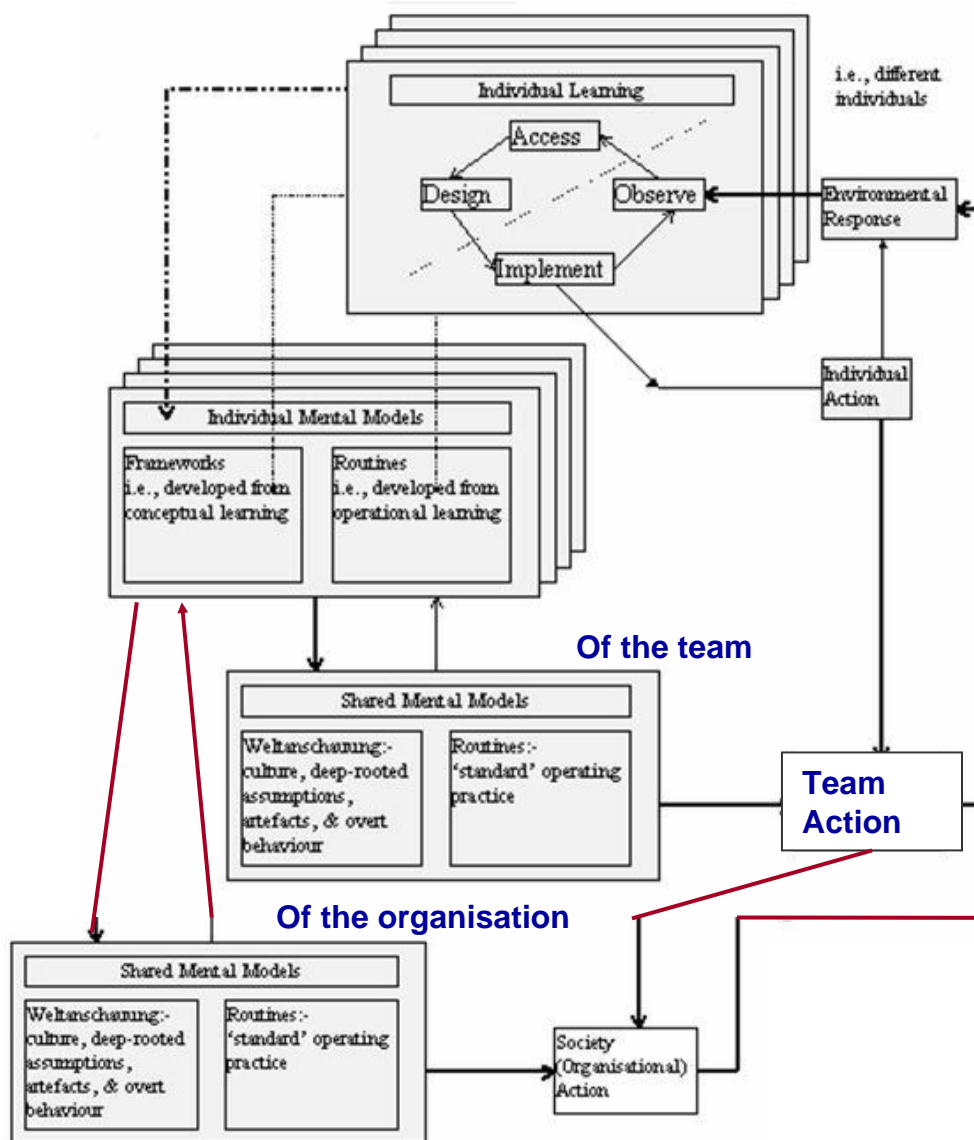 i.e., different
individuals
Individual Learning
Access
Design
Observe
Implement
Environmental
Response
Individual
Action
Individual Mental Models
Frameworks
i.e., developed from
conceptual learning
Routines
i.e., developed from
operational learning
Of the team
Shared Mental Models
Weltanschauung:-
culture, deep-rooted
assumptions,
artefacts, & overt
behaviour
Routines:-
‘standard’ operating
practice
Team
Action
Of the organisation
Shared Mental Models
Weltanschauung:-
culture, deep-rooted
assumptions,
artefacts, & overt
behaviour
Routines:-
‘standard’ operating
practice
Society
(Organisational)
Action